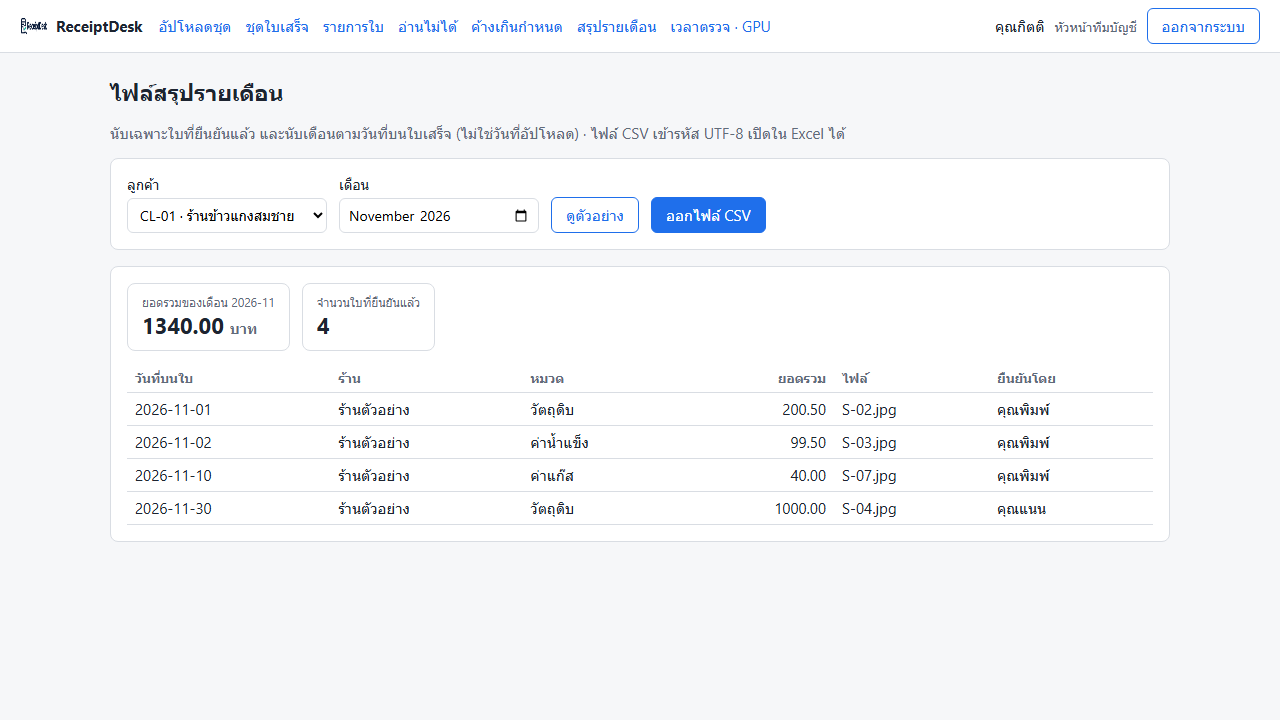 ReceiptDesk อัปโหลดชุด ชุดใบเสร็จ รายการใบ อ่านไม่ได้ ค้างเกินกำหนด สรุปรายเดือน เวลาตรวจ · GPU คุณกิตติ หัวหน้าทีมบัญชี ออกจากระบบ
ไฟล์สรุปรายเดือน
นับเฉพาะใบที่ยืนยันแล้ว และนับเดือนตามวันที่บนใบเสร็จ (ไม่ใช่วันที่อัปโหลด) · ไฟล์ CSV เข้ารหัส UTF-8 เปิดใน Excel ได้
ลูกค้า เดือน
CL-01 · ร้านข้าวแกงสมชาย November 2026 ดูตัวอย่าง ออกไฟล์ CSV
ยอดรวมของเดือน 2026-11 จำนวนใบที่ยืนยันแล้ว
1340.00 บาท 4
วันที่บนใบ ร้าน หมวด ยอดรวม ไฟล์ ยืนยันโดย
2026-11-01 ร้านตัวอย่าง วัตถุดิบ 200.50 S-02.jpg คุณพิมพ์
2026-11-02 ร้านตัวอย่าง ค่าน้ำแข็ง 99.50 S-03.jpg คุณพิมพ์
2026-11-10 ร้านตัวอย่าง ค่าแก๊ส 40.00 S-07.jpg คุณพิมพ์
2026-11-30 ร้านตัวอย่าง วัตถุดิบ 1000.00 S-04.jpg คุณแนน